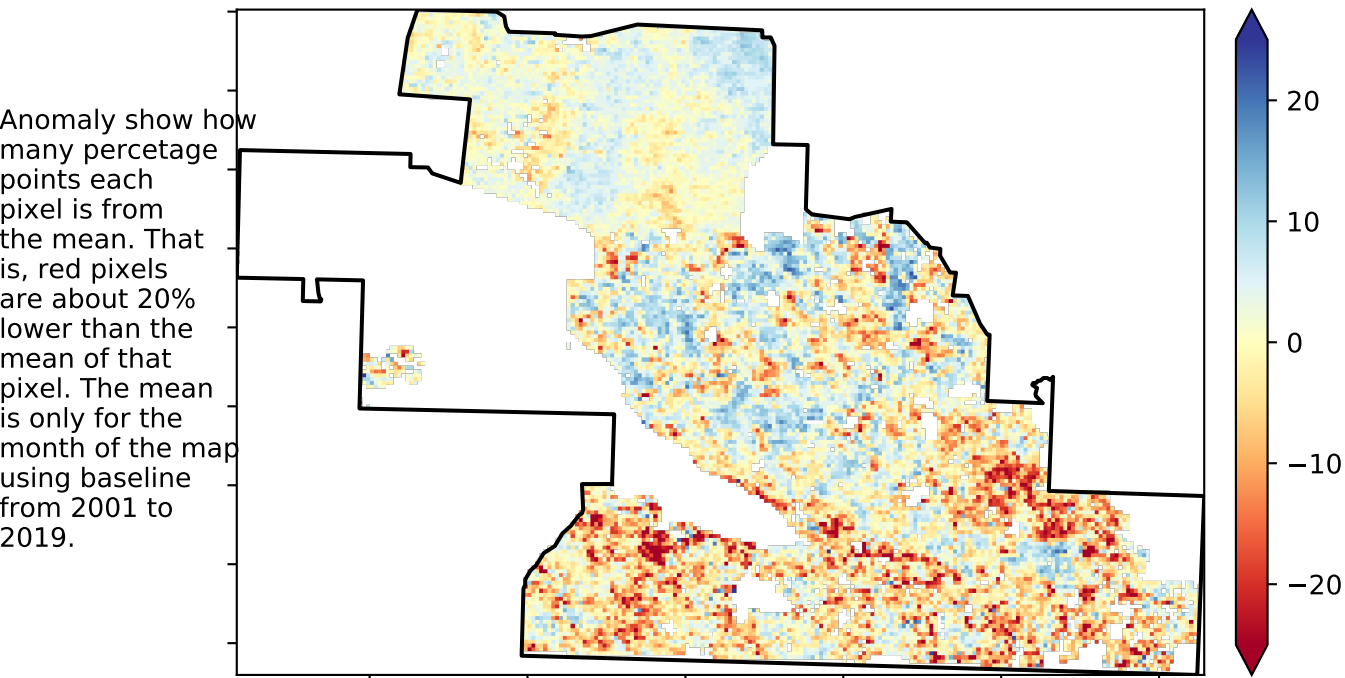 Anomaly show how
many percetage
points each
pixel is from
the mean. That
is, red pixels
are about 20%
lower than the
mean of that
pixel. The mean
is only for the
month of the map
using baseline
from 2001 to
2019.
20
10
0
−10
−20